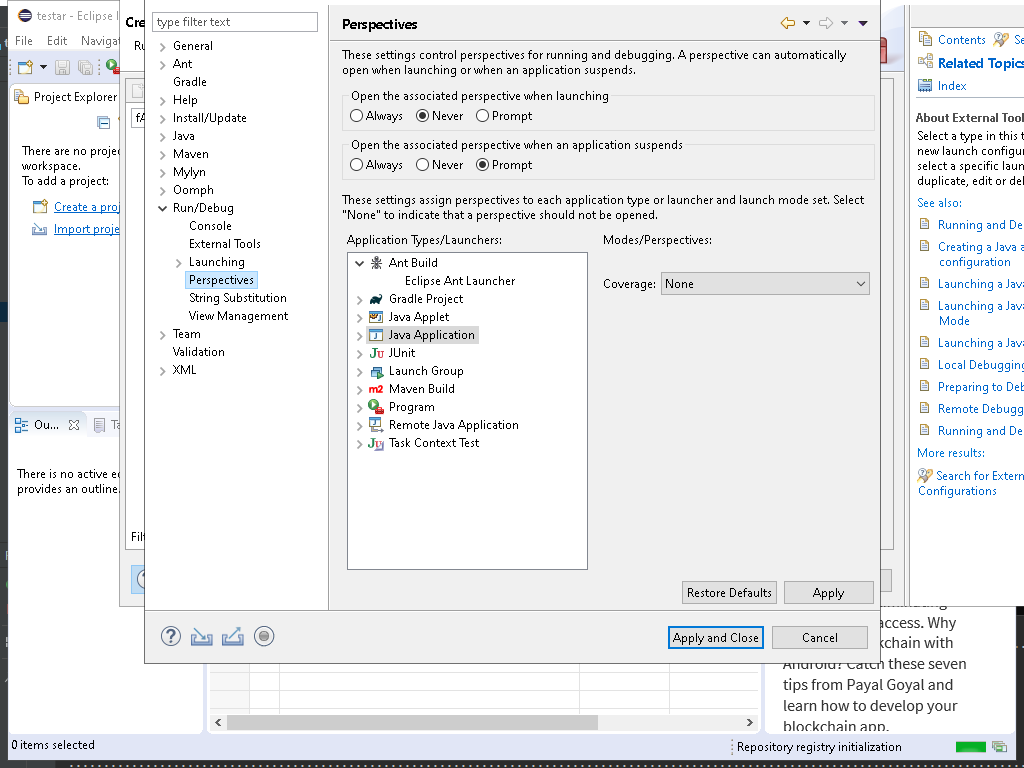 testar - Eclipse I
File Edit Navigat
Project Explorer
There are no proje
workspace.
To add a project:
Create a proj
Import proje
Ou...
Ta
There is no active ed
provides an outline.
0 items selected
Cre
Ru
type filter text
General
Ant
Gradle
Help
Install/Update
Java
Maven
Mylyn
Oomph
Run/Debug
Console
External Tools
Launching
Perspectives
String Substitution
View Management
Team
Validation
XML
Filt
Perspectives
These settings control perspectives for running and debugging. A perspective can automatically
open when launching or when an application suspends.
Open the associated perspective when launching
Always Never Prompt
Open the associated perspective when an application suspends
Always Never Prompt
These settings assign perspectives to each application type or launcher and launch mode set. Select
"None" to indicate that a perspective should not be opened.
Application Types/Launchers:
Ant Build
Eclipse Ant Launcher
Gradle Project
Java Applet
Java Application
JUnit
Launch Group
Maven Build
Program
Remote Java Application
Task Context Test
Modes/Perspectives:
Coverage: None
Restore Defaults Apply
Apply and Close Cancel
Contents Se
Related Topics
Index
About External Tool
Select a type in this t
new launch configur
select a specific laun
duplicate, edit or del
See also:
Running and De
Creating a Java a
configuration
Launching a Java
Launching a Java
Mode
Launching a Java
Local Debugging
Preparing to Deb
Remote Debugg
Running and De
More results:
Search for Extern
Configurations
access. Why
kchain with
Android? Catch these seven
tips from Payal Goyal and
learn how to develop your
blockchain app.
Repository registry initialization